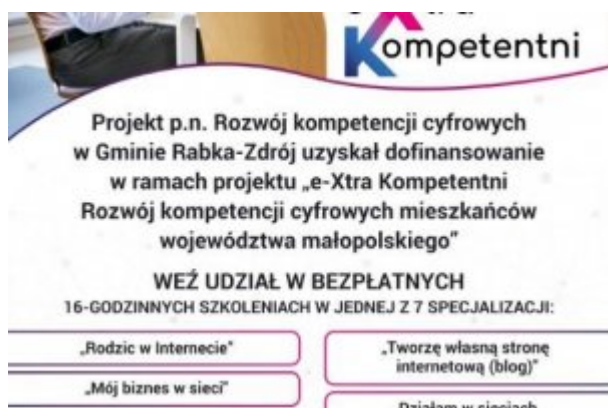 Kompetentni
Projekt p.n. Rozwój kompetencji cyfrowych
w Gminie Rabka-Zdrój uzyskał dofinansowanie
w ramach projektu „e-Xtra Kompetentni
Rozwój kompetencji cyfrowych mieszkańców
województwa małopolskiego”
WEŹ UDZIAŁ W BEZPŁATNYCH
16-GODZINNYCH SZKOLENIACH W JEDNEJ Z 7 SPECJALIZACJI:
„Rodzic w Internecie”
„Tworzę własną stronę
internetową (blog)”
„Mój biznes w sieci”